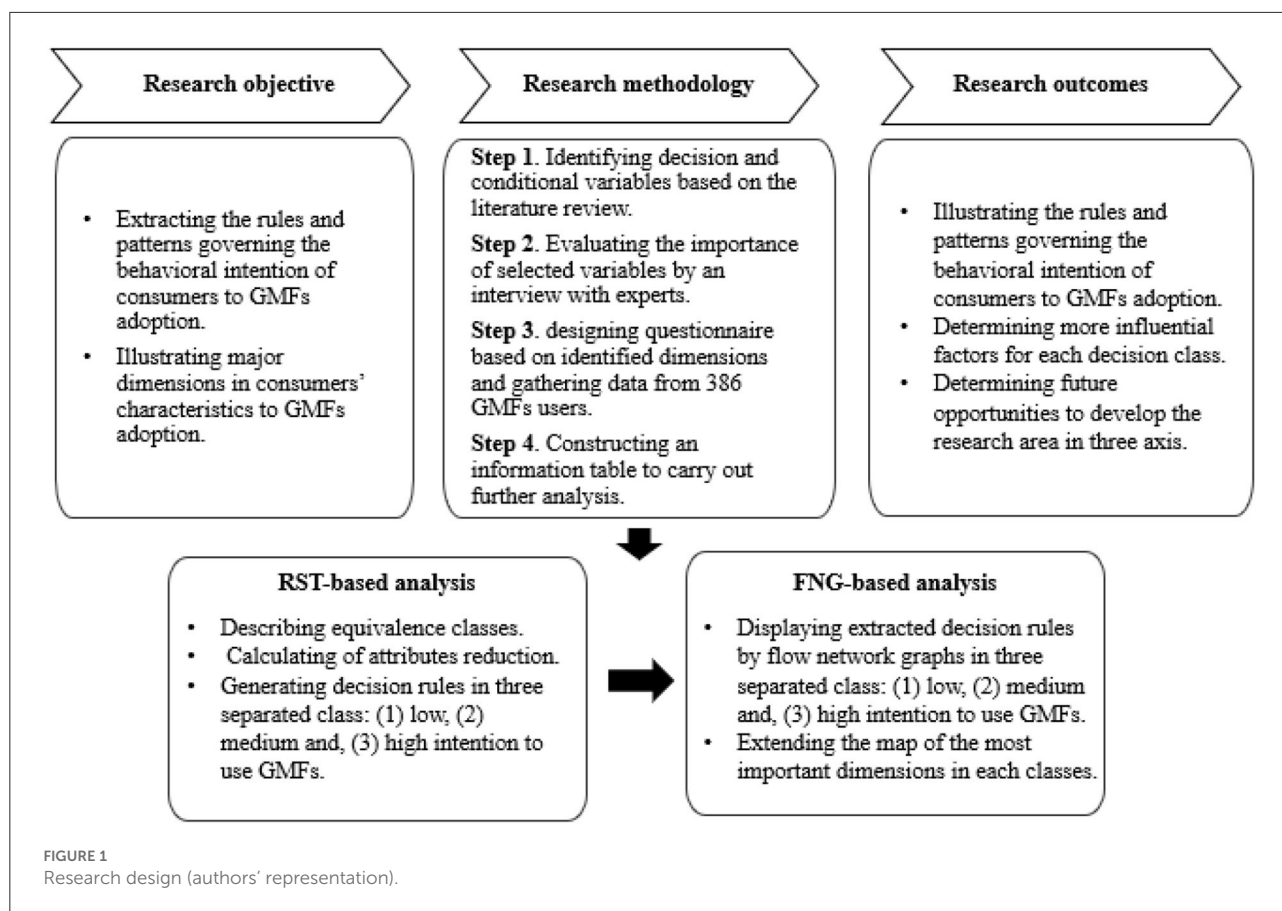 Research objective
Research methodology
Research outcomes
• Extracting the rules and
patterns governing the
behavioral intention of
consumers to GMFs
adoption.
• Illustrating major
dimensions in consumers'
characteristics to GMFs
adoption.
Step 1. Identifying decision and
conditional variables based on the
literature review.
Step 2. Evaluating the importance
of selected variables by an
interview with experts.
Step 3. designing questionnaire
based on identified dimensions
and gathering data from 386
GMFs users.
Step 4. Constructing an
information table to carry out
further analysis.
• Illustrating the rules and
patterns governing the
behavioral intention of
consumers to GMFs adoption.
• Determining more influential
factors for each decision class.
• Determining future
opportunities to develop the
research area in three axis.
RST-based analysis
• Describing equivalence classes.
• Calculating of attributes reduction.
• Generating decision rules in three
separated class: (1) low, (2)
medium and, (3) high intention to
use GMFs.
FNG-based analysis
• Displaying extracted decision rules
by flow network graphs in three
separated class: (1) low, (2) medium
and, (3) high intention to use GMFs.
• Extending the map of the most
important dimensions in each classes.
FIGURE 1
Research design (authors' representation).